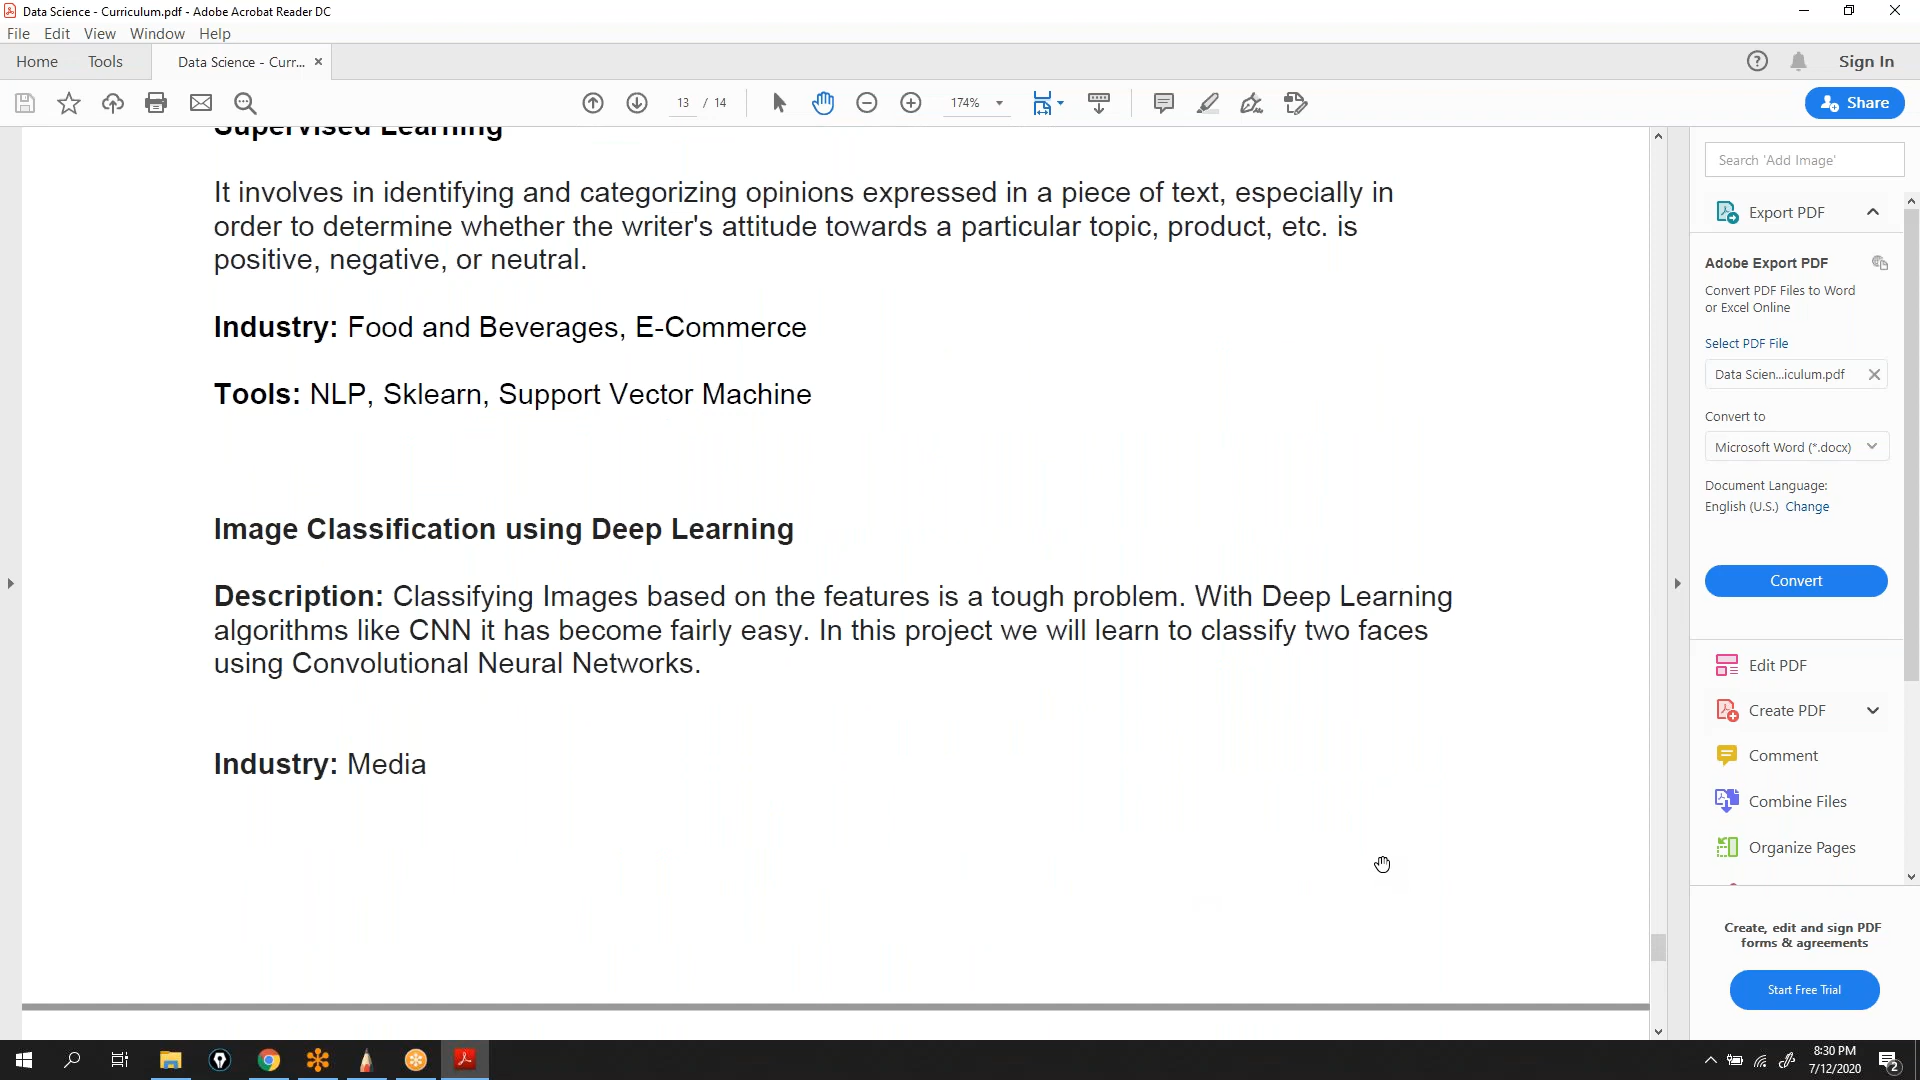 Data Science - Curriculum.pdf - Adobe Acrobat Reader DC
File Edit View Window Help
Home Tools Data Science - Curr... ×
? Sign In
13 / 14 174% Share
Supervised Learning
It involves in identifying and categorizing opinions expressed in a piece of text, especially in
order to determine whether the writer's attitude towards a particular topic, product, etc. is
positive, negative, or neutral.
Industry: Food and Beverages, E-Commerce
Tools: NLP, Sklearn, Support Vector Machine
Image Classification using Deep Learning
Description: Classifying Images based on the features is a tough problem. With Deep Learning
algorithms like CNN it has become fairly easy. In this project we will learn to classify two faces
using Convolutional Neural Networks.
Industry: Media
Search 'Add Image'
Export PDF
Adobe Export PDF
Convert PDF Files to Word
or Excel Online
Select PDF File
Data Scien...iculum.pdf
Convert to
Microsoft Word (*.docx)
Document Language:
English (U.S.) Change
Convert
Edit PDF
Create PDF
Comment
Combine Files
Organize Pages
Create, edit and sign PDF
forms & agreements
Start Free Trial
8:30 PM
7/12/2020
2